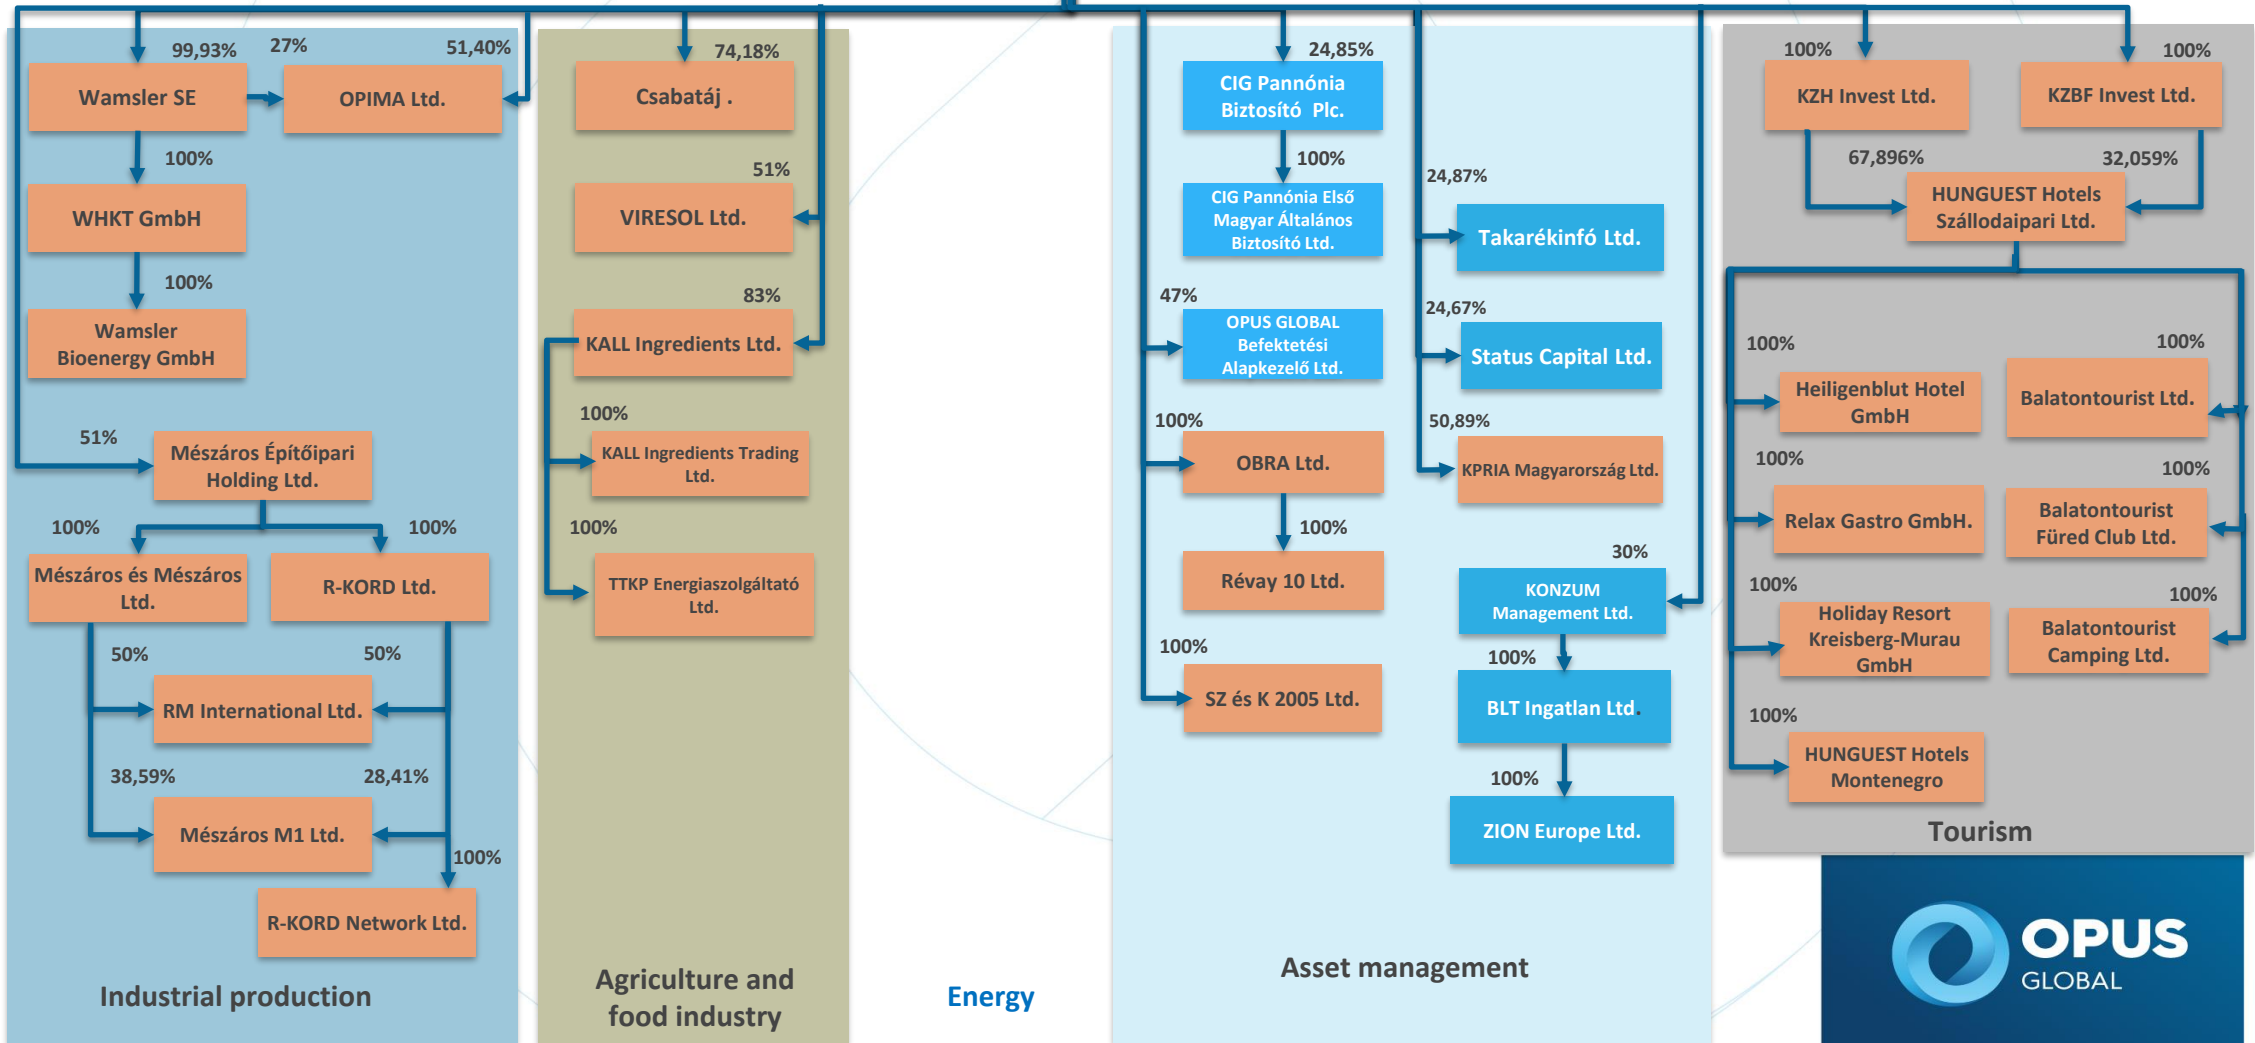 99,93%
27%
51,40%
Wamsler SE
OPIMA Ltd.
100%
WHKT GmbH
100%
Wamsler
Bioenergy GmbH
51%
Mészáros Építőipari
Holding Ltd.
100%
100%
Mészáros és Mészáros
Ltd.
R-KORD Ltd.
50%
50%
RM International Ltd.
38,59%
28,41%
Mészáros M1 Ltd.
100%
R-KORD Network Ltd.
Industrial production
74,18%
Csabatáj .
51%
VIRESOL Ltd.
83%
KALL Ingredients Ltd.
100%
KALL Ingredients Trading
Ltd.
100%
TTKP Energiaszolgáltató
Ltd.
Agriculture and
food industry
Energy
24,85%
CIG Pannónia
Biztosító Plc.
100%
CIG Pannónia Első
Magyar Általános
Biztosító Ltd.
47%
OPUS GLOBAL
Befektetési
Alapkezelő Ltd.
100%
OBRA Ltd.
100%
Révay 10 Ltd.
100%
SZ és K 2005 Ltd.
24,87%
Takarékinfó Ltd.
24,67%
Status Capital Ltd.
50,89%
KPRIA Magyarország Ltd.
30%
KONZUM
Management Ltd.
100%
BLT Ingatlan Ltd.
100%
ZION Europe Ltd.
Asset management
100%
100%
KZH Invest Ltd.
KZBF Invest Ltd.
67,896%
32,059%
HUNGUEST Hotels
Szállodaipari Ltd.
100%
Heiligenblut Hotel
GmbH
100%
Balatontourist Ltd.
100%
Relax Gastro GmbH.
100%
Balatontourist
Füred Club Ltd.
100%
Holiday Resort
Kreisberg-Murau
GmbH
100%
Balatontourist
Camping Ltd.
100%
HUNGUEST Hotels
Montenegro
Tourism
OPUS
GLOBAL